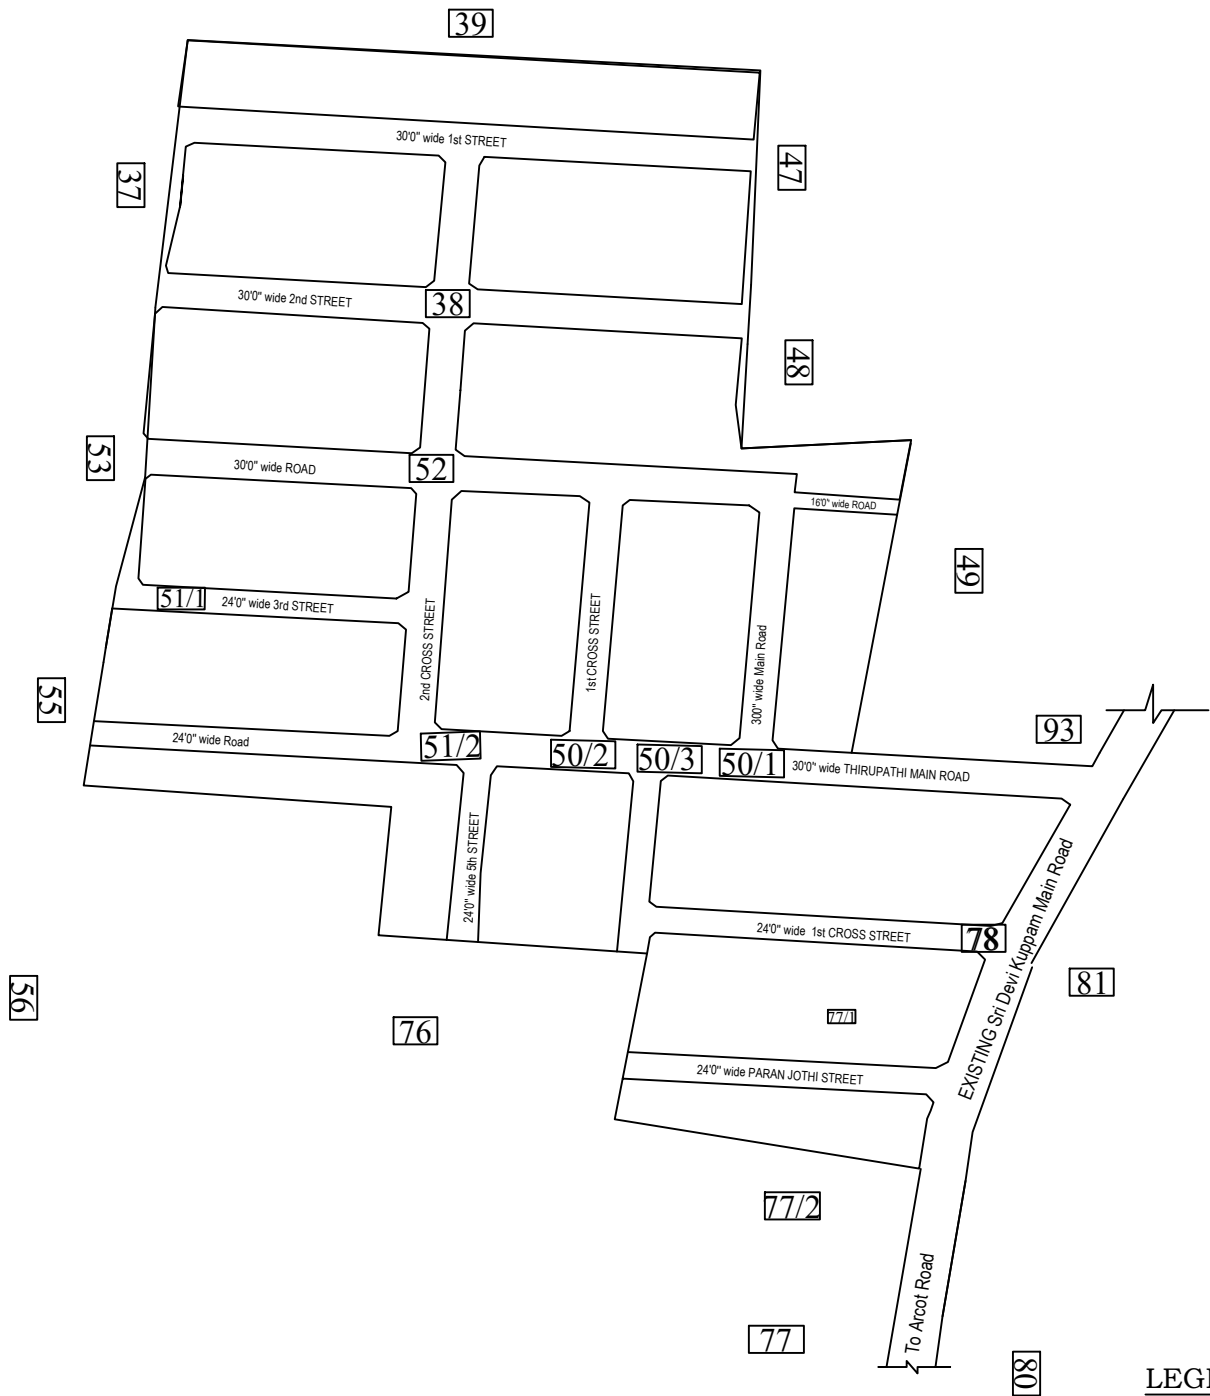 39
30'0" wide 1st STREET
37
47
30'0" wide 2nd STREET
38
48
53
30'0" wide ROAD
52
16'0" wide ROAD
49
51/1
24'0" wide 3rd STREET
2nd CROSS STREET
1st CROSS STREET
300" wide Main Road
55
24'0" wide Road
51/2
50/2
50/3
50/1
30'0" wide THIRUPATHI MAIN ROAD
93
24'0" wide 5th STREET
EXISTING Sri Devi Kuppam Main Road
24'0" wide 1st CROSS STREET
78
56
76
81
77/1
24'0" wide PARAN JOTHI STREET
77/2
To Arcot Road
77
80